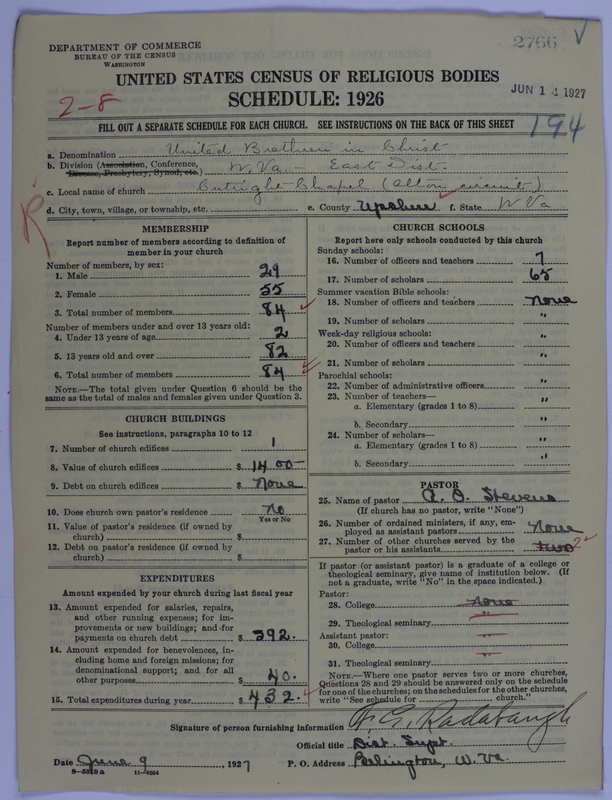 DEPARTMENT OF COMMERCE
BUREAU OF THE CENSUS
WASHINGTON
2766
UNITED STATES CENSUS OF RELIGIOUS BODIES
SCHEDULE: 1926
JUN 14 1927
2-8
194
FILL OUT A SEPARATE SCHEDULE FOR EACH CHURCH. SEE INSTRUCTIONS ON THE BACK OF THIS SHEET
a. Denomination United Brethren in Christ
b. Division (Association, Conference, Diocese, Presbytery, Synod, etc.) W. Va. - East Dist.
c. Local name of church Chapel (Alton circuit)
d. City, town, village, or township, etc. e. County Upshur f. State W Va
R
MEMBERSHIP
Report number of members according to definition of member in your church
Number of members, by sex:
1. Male 29
2. Female 55
3. Total number of members 84
Number of members under and over 13 years old:
4. Under 13 years of age 2
5. 13 years old and over 82
6. Total number of members 84
NOTE.—The total given under Question 6 should be the same as the total of males and females given under Question 3.
CHURCH BUILDINGS
See instructions, paragraphs 10 to 12
7. Number of church edifices 1
8. Value of church edifices $ 1400
9. Debt on church edifices $ None
10. Does church own pastor's residence No
Yes or No
11. Value of pastor's residence (if owned by church) $
12. Debt on pastor's residence (if owned by church) $
EXPENDITURES
Amount expended by your church during last fiscal year
13. Amount expended for salaries, repairs, and other running expenses; for improvements or new buildings; and for payments on church debt $ 392.
14. Amount expended for benevolences, including home and foreign missions; for denominational support; and for all other purposes $ 40.
15. Total expenditures during year $ 432.
CHURCH SCHOOLS
Report here only schools conducted by this church
Sunday schools:
16. Number of officers and teachers 7
17. Number of scholars 65
Summer vacation Bible schools:
18. Number of officers and teachers None
19. Number of scholars "
Week-day religious schools:
20. Number of officers and teachers "
21. Number of scholars "
Parochial schools:
22. Number of administrative officers "
23. Number of teachers—
a. Elementary (grades 1 to 8) "
b. Secondary "
24. Number of scholars—
a. Elementary (grades 1 to 8) "
b. Secondary "
PASTOR
25. Name of pastor A. O. Stevens
(If church has no pastor, write "None")
26. Number of ordained ministers, if any, employed as assistant pastors None
27. Number of other churches served by the pastor or his assistants two 2
If pastor (or assistant pastor) is a graduate of a college or theological seminary, give name of institution below. (If not a graduate, write "No" in the space indicated.)
Pastor:
28. College None
29. Theological seminary "
Assistant pastor:
30. College "
31. Theological seminary "
NOTE.—Where one pastor serves two or more churches, Questions 28 and 29 should be answered only on the schedule for one of the churches; on the schedules for the other churches, write "See schedule for church."
Signature of person furnishing information Radabaugh
Official title Dist. Supt.
Date June 9, 1927 P. O. Address W. Va.
8-5318a 11-9024